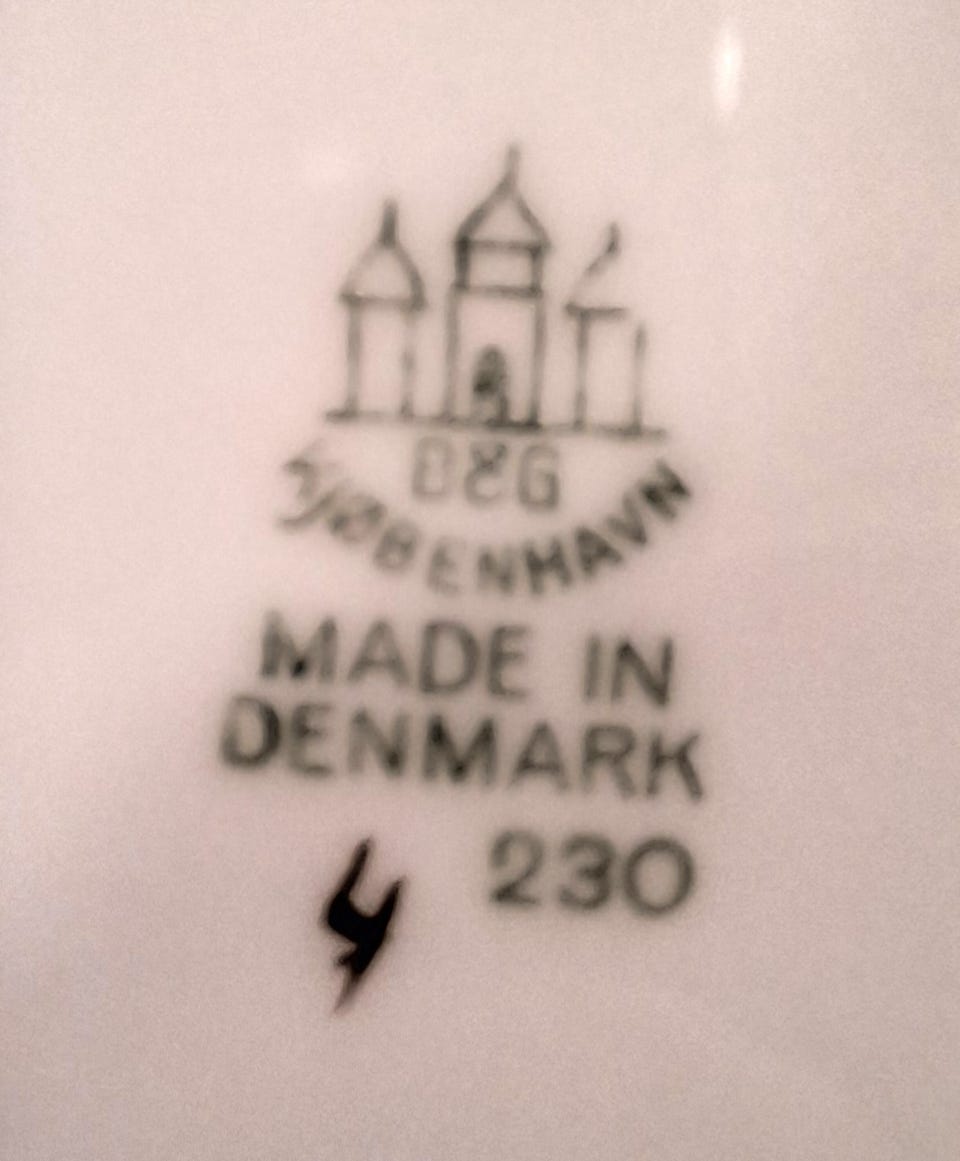 B&G
KJØBENHAVN
MADE IN
DENMARK
230